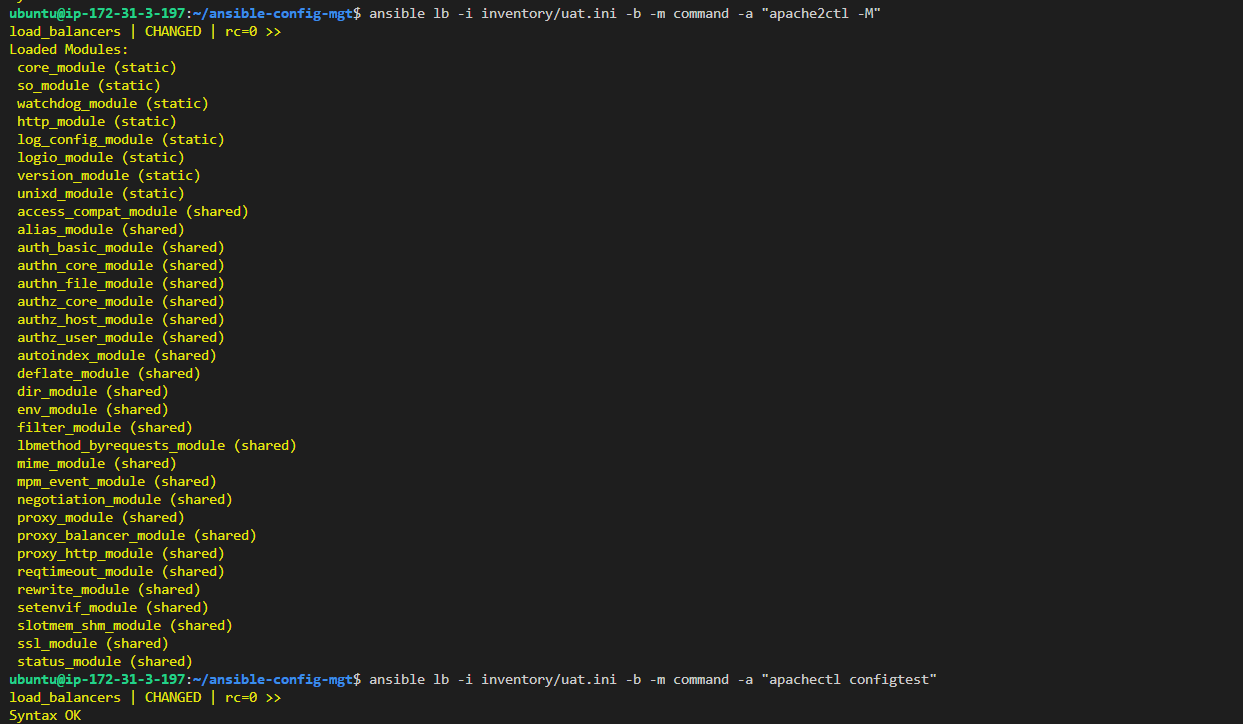 ubuntu@ip-172-31-3-197:~/ansible-config-mgt$ ansible lb -i inventory/uat.ini -b -m command -a "apache2ctl -M"
load_balancers | CHANGED | rc=0 >>
Loaded Modules:
 core_module (static)
 so_module (static)
 watchdog_module (static)
 http_module (static)
 log_config_module (static)
 logio_module (static)
 version_module (static)
 unixd_module (static)
 access_compat_module (shared)
 alias_module (shared)
 auth_basic_module (shared)
 authn_core_module (shared)
 authn_file_module (shared)
 authz_core_module (shared)
 authz_host_module (shared)
 authz_user_module (shared)
 autoindex_module (shared)
 deflate_module (shared)
 dir_module (shared)
 env_module (shared)
 filter_module (shared)
 lbmethod_byrequests_module (shared)
 mime_module (shared)
 mpm_event_module (shared)
 negotiation_module (shared)
 proxy_module (shared)
 proxy_balancer_module (shared)
 proxy_http_module (shared)
 reqtimeout_module (shared)
 rewrite_module (shared)
 setenvif_module (shared)
 slotmem_shm_module (shared)
 ssl_module (shared)
 status_module (shared)
ubuntu@ip-172-31-3-197:~/ansible-config-mgt$ ansible lb -i inventory/uat.ini -b -m command -a "apachectl configtest"
load_balancers | CHANGED | rc=0 >>
Syntax OK